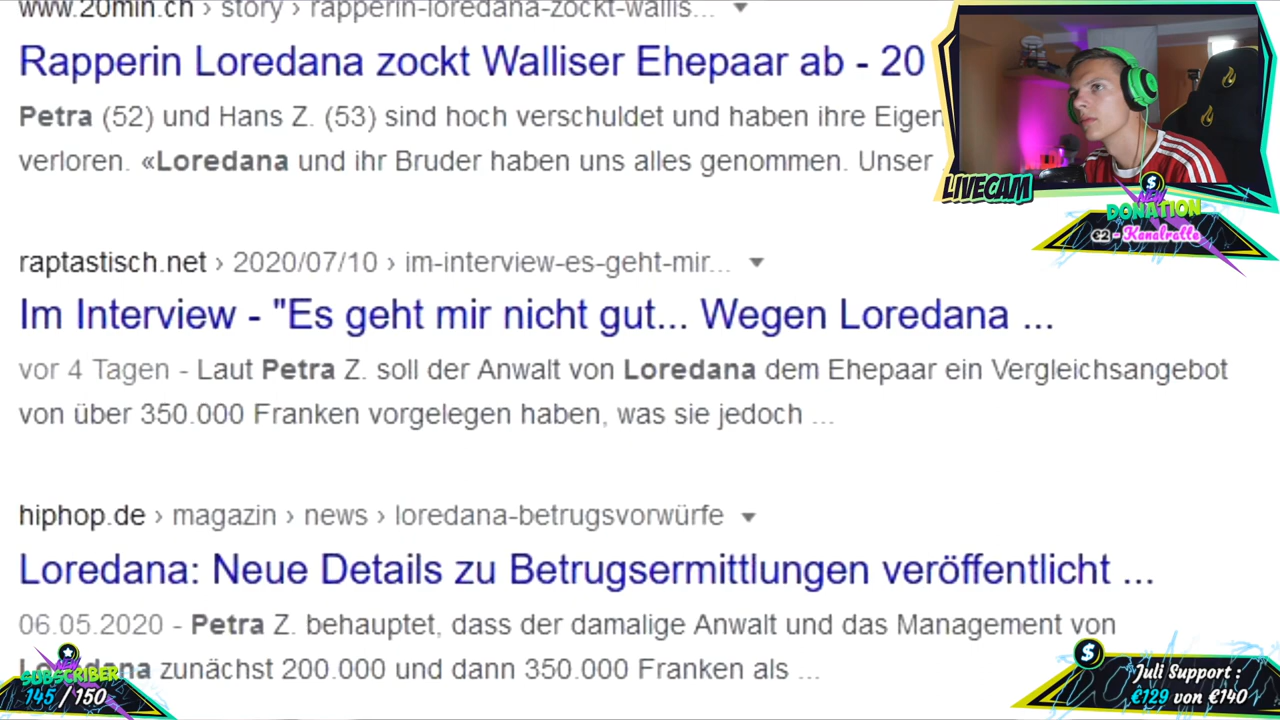 www.20min.ch › story › rapperin-loredana-zockt-wallis...
Rapperin Loredana zockt Walliser Ehepaar ab - 20
Petra (52) und Hans Z. (53) sind hoch verschuldet und haben ihre Eigen
verloren. «Loredana und ihr Bruder haben uns alles genommen. Unser
LIVECAM
NEW
DONATION
€2 - Kanalratte
raptastisch.net › 2020/07/10 › im-interview-es-geht-mir...
Im Interview - "Es geht mir nicht gut... Wegen Loredana ...
vor 4 Tagen - Laut Petra Z. soll der Anwalt von Loredana dem Ehepaar ein Vergleichsangebot
von über 350.000 Franken vorgelegen haben, was sie jedoch ...
hiphop.de › magazin › news › loredana-betrugsvorwürfe
Loredana: Neue Details zu Betrugsermittlungen veröffentlicht ...
06.05.2020 - Petra Z. behauptet, dass der damalige Anwalt und das Management von
Loredana zunächst 200.000 und dann 350.000 Franken als ...
NEW
SUBSCRIBER
145 / 150
Juli Support :
€129 von €140